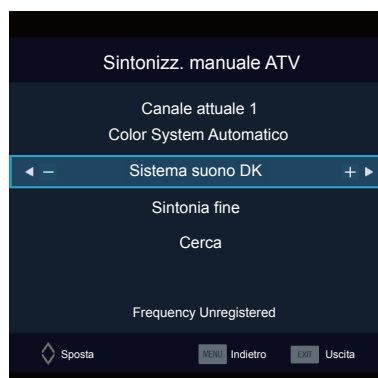 Sintonizz. manuale ATV
Canale attuale 1
Color System Automatico
◄ − Sistema suono DK + ►
Sintonia fine
Cerca
Frequency Unregistered
Sposta MENU Indietro EXIT Uscita